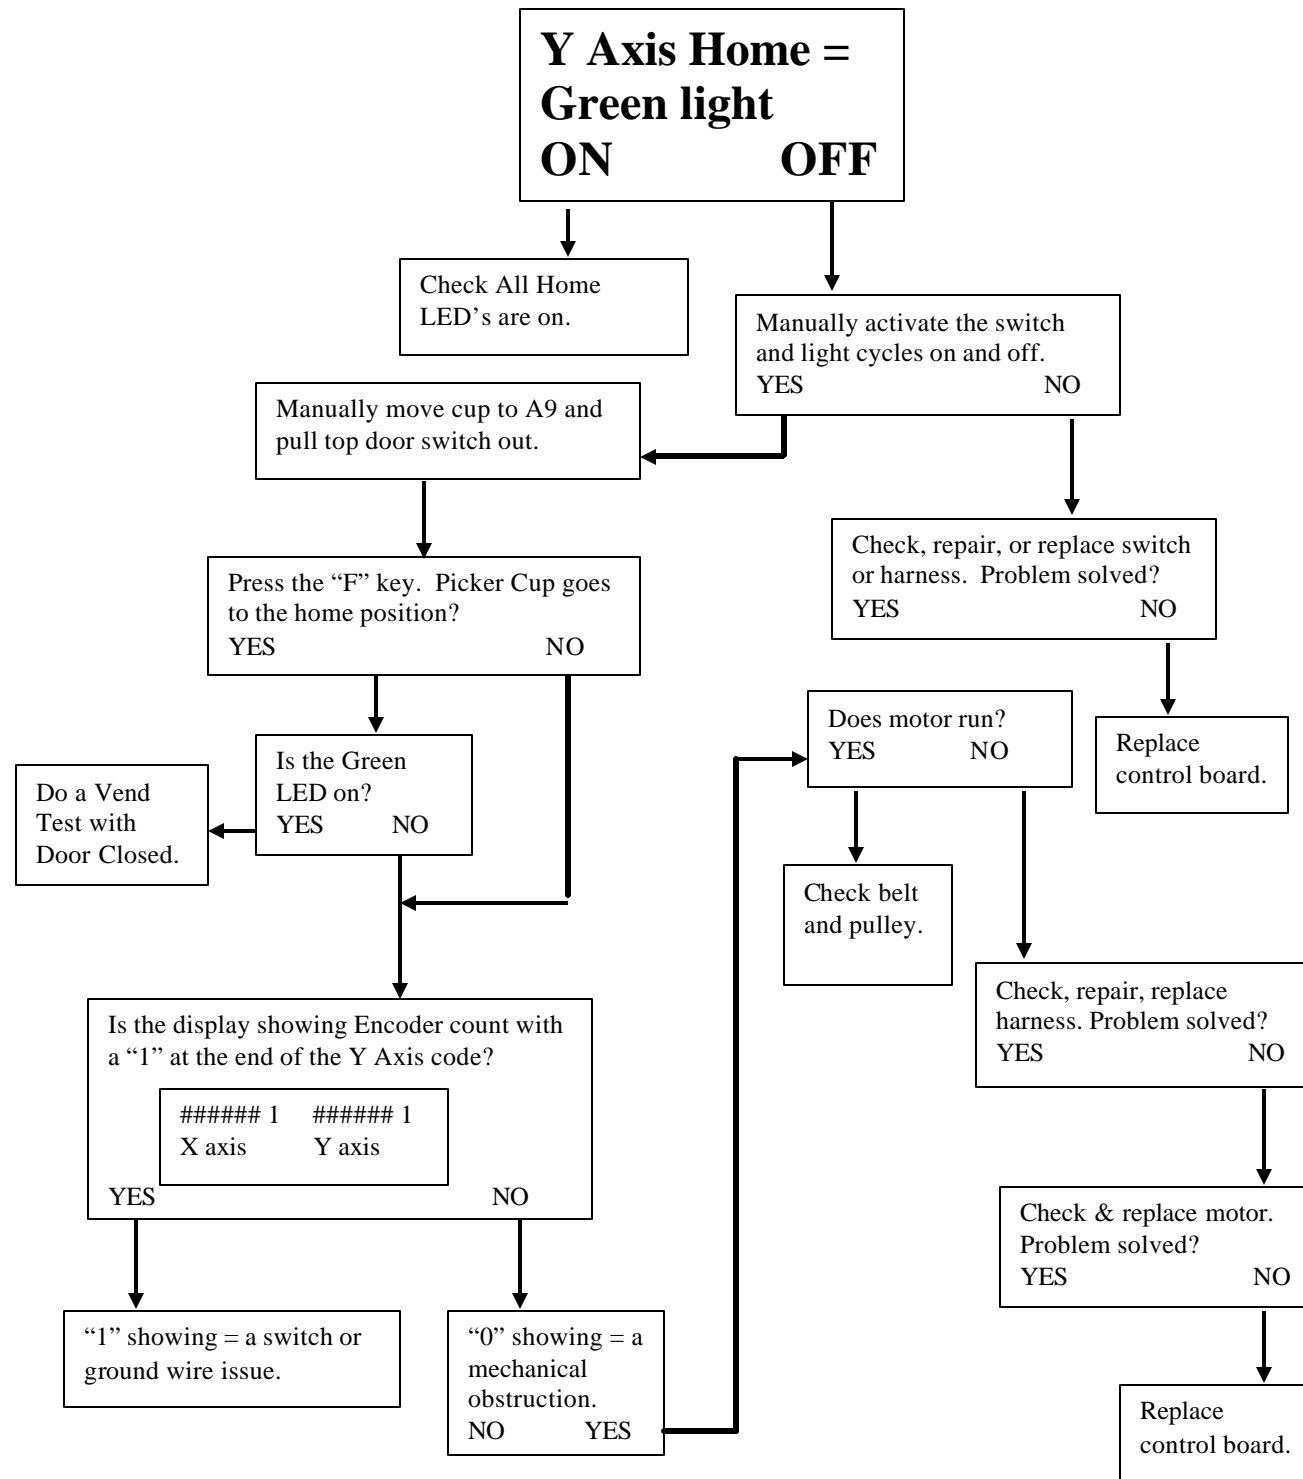 Y Axis Home =
Green light
ON OFF
Check All Home
LED’s are on.
Manually activate the switch
and light cycles on and off.
YES NO
Manually move cup to A9 and
pull top door switch out.
Check, repair, or replace switch
or harness. Problem solved?
YES NO
Press the “F” key. Picker Cup goes
to the home position?
YES NO
Does motor run?
YES NO
Replace
control board.
Is the Green
LED on?
YES NO
Do a Vend
Test with
Door Closed.
Check belt
and pulley.
Check, repair, replace
harness. Problem solved?
YES NO
Is the display showing Encoder count with
a “1” at the end of the Y Axis code?
###### 1 ###### 1
X axis Y axis
YES NO
Check & replace motor.
Problem solved?
YES NO
“1” showing = a switch or
ground wire issue.
“0” showing = a
mechanical
obstruction.
NO YES
Replace
control board.